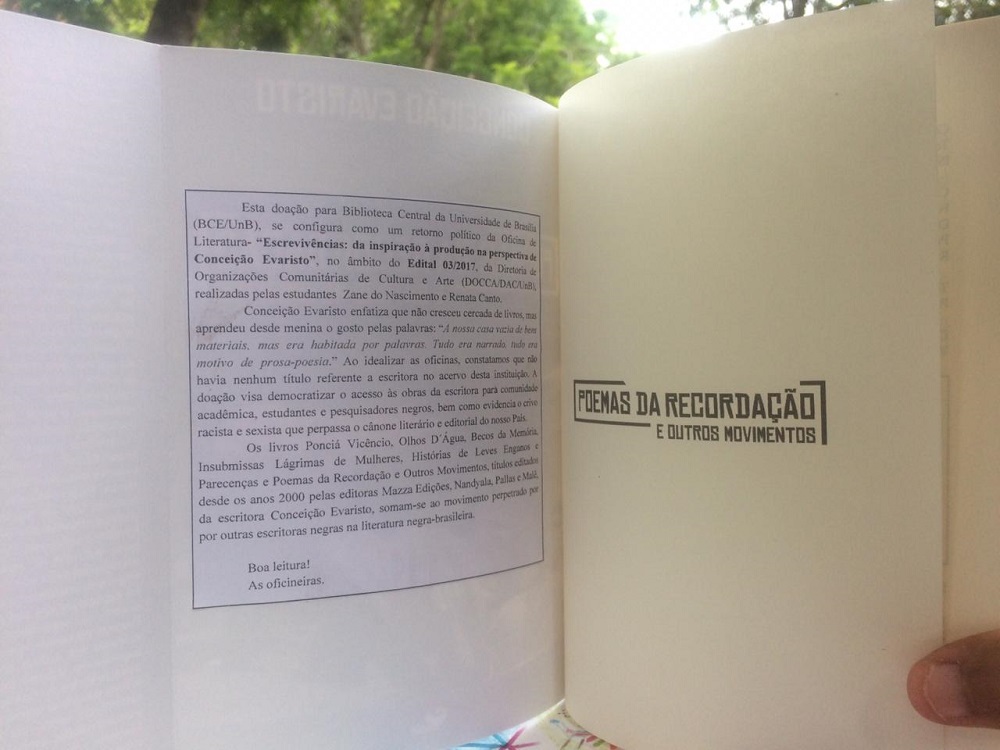 Esta doação para Biblioteca Central da Universidade de Brasília
(BCE/UnB), se configura como um retorno político da Oficina de
Literatura- “Escrevivências: da inspiração à produção na perspectiva de
Conceição Evaristo”, no âmbito do Edital 03/2017, da Diretoria de
Organizações Comunitárias de Cultura e Arte (DOCCA/DAC/UnB),
realizadas pelas estudantes Zane do Nascimento e Renata Canto.
Conceição Evaristo enfatiza que não cresceu cercada de livros, mas
aprendeu desde menina o gosto pelas palavras: “A nossa casa vazia de bens
materiais, mas era habitada por palavras. Tudo era narrado, tudo era
motivo de prosa-poesia.” Ao idealizar as oficinas, constatamos que não
havia nenhum título referente a escritora no acervo desta instituição. A
doação visa democratizar o acesso às obras da escritora para comunidade
acadêmica, estudantes e pesquisadores negros, bem como evidencia o crivo
racista e sexista que perpassa o cânone literário e editorial do nosso País.
Os livros Ponciá Vicêncio, Olhos D´Água, Becos da Memória,
Insubmissas Lágrimas de Mulheres, Histórias de Leves Enganos e
Parecenças e Poemas da Recordação e Outros Movimentos, títulos editados
desde os anos 2000 pelas editoras Mazza Edições, Nandyala, Pallas e Malê,
da escritora Conceição Evaristo, somam-se ao movimento perpetrado por
por outras escritoras negras na literatura negra-brasileira.
Boa leitura!
As oficineiras.
POEMAS DA RECORDAÇÃO
E OUTROS MOVIMENTOS